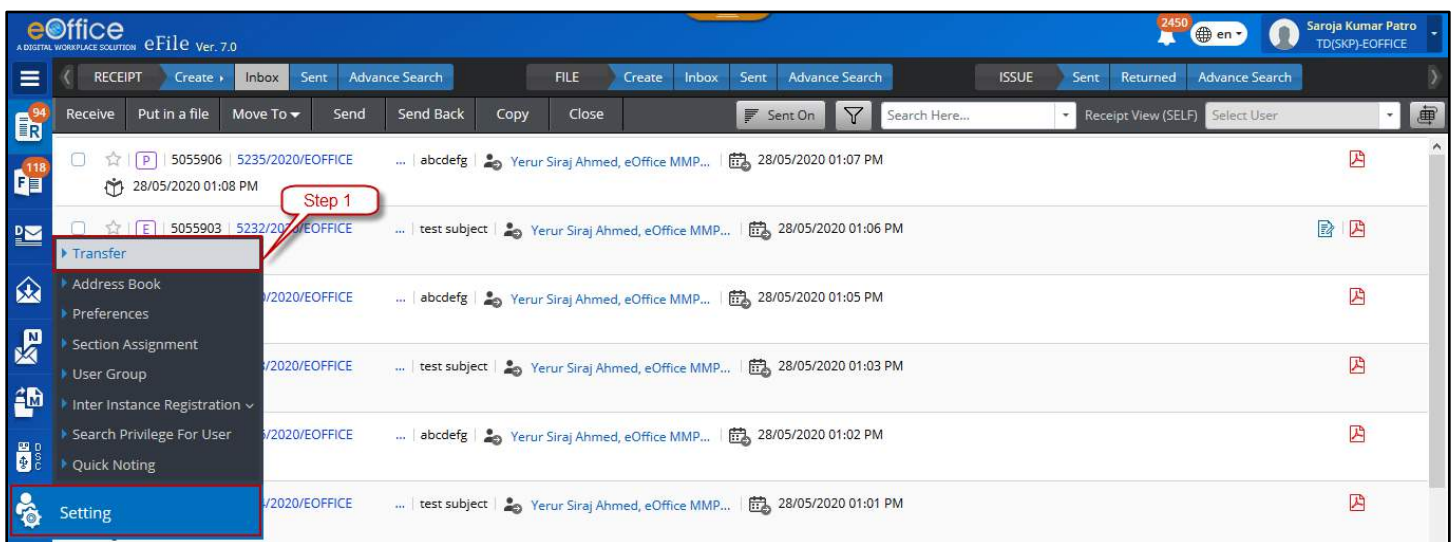 eOffice
A DIGITAL WORKPLACE SOLUTION eFile Ver. 7.0 2450 en Saroja Kumar Patro
TD(SKP)-EOFFICE
RECEIPT Create Inbox Sent Advance Search FILE Create Inbox Sent Advance Search ISSUE Sent Returned Advance Search
94 R Receive Put in a file Move To Send Send Back Copy Close Sent On Search Here... Receipt View (SELF) Select User
P 5055906 5235/2020/EOFFICE ... abcdefg Yerur Siraj Ahmed, eOffice MMP... 28/05/2020 01:07 PM
118 F 28/05/2020 01:08 PM
Step 1
D E 5055903 5232/2020/EOFFICE ... test subject Yerur Siraj Ahmed, eOffice MMP... 28/05/2020 01:06 PM
Transfer
Address Book
/2020/EOFFICE ... abcdefg Yerur Siraj Ahmed, eOffice MMP... 28/05/2020 01:05 PM
Preferences
N Section Assignment
/2020/EOFFICE ... test subject Yerur Siraj Ahmed, eOffice MMP... 28/05/2020 01:03 PM
User Group
M Inter Instance Registration
Search Privilege For User /2020/EOFFICE ... abcdefg Yerur Siraj Ahmed, eOffice MMP... 28/05/2020 01:02 PM
DSC Quick Noting
Setting /2020/EOFFICE ... test subject Yerur Siraj Ahmed, eOffice MMP... 28/05/2020 01:01 PM